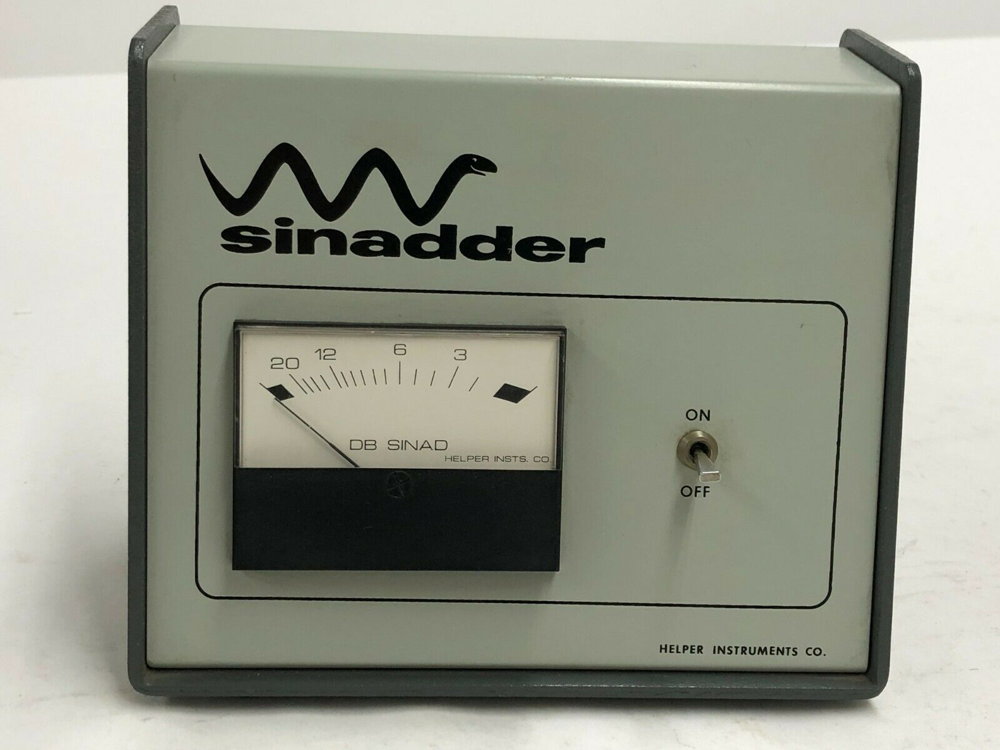 sinadder
20 12 6 3
DB SINAD
HELPER INSTS. CO.
ON
OFF
HELPER INSTRUMENTS CO.